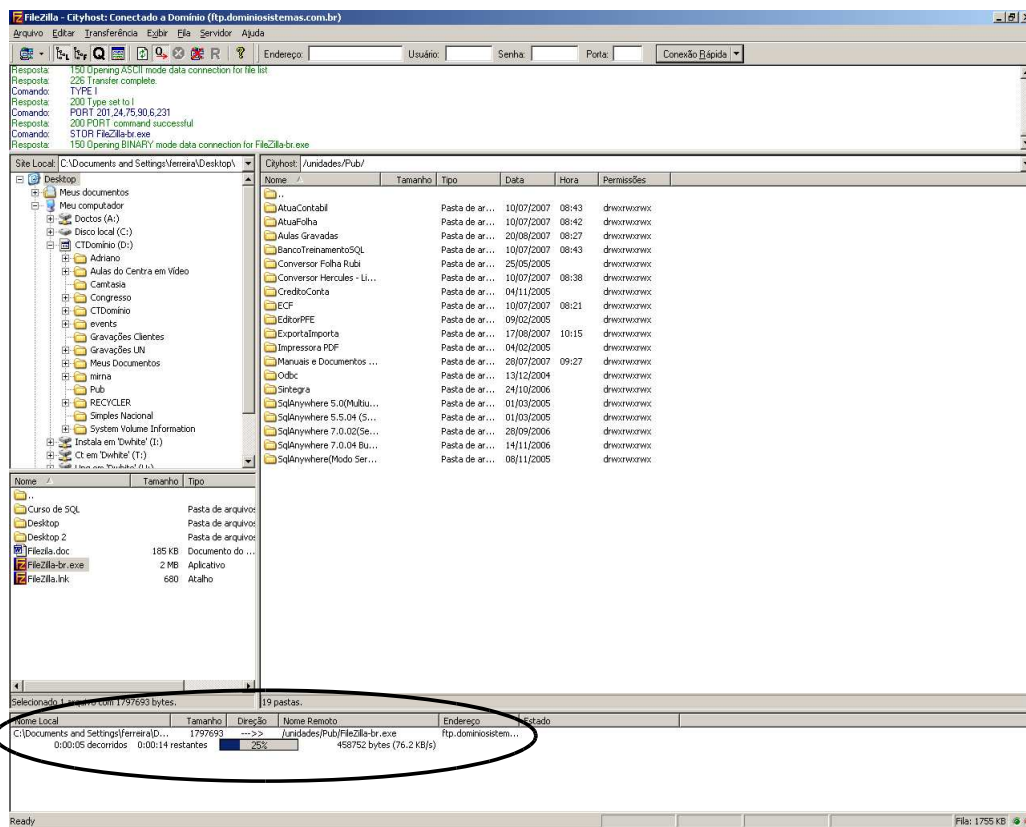 FileZilla - Cityhost: Conectado a Domínio (ftp.dominiosistemas.com.br)
Arquivo Editar Transferência Exibir Fila Servidor Ajuda
Endereço: Usuário: Senha: Porta: Conexão Rápida
Resposta: 150 Opening ASCII mode data connection for file list
Resposta: 226 Transfer complete.
Comando: TYPE I
Resposta: 200 Type set to I
Comando: PORT 201,24,75,90,6,231
Resposta: 200 PORT command successful
Comando: STOR FileZilla-br.exe
Resposta: 150 Opening BINARY mode data connection for FileZilla-br.exe
Site Local: C:\Documents and Settings\ferreira\Desktop\
Desktop
Meus documentos
Meu computador
Doctos (A:)
Disco local (C:)
CTDomínio (D:)
Adriano
Aulas do Centra em Vídeo
Camtasia
Congresso
CTDomínio
events
Gravações Clientes
Gravações UN
Meus Documentos
mirna
Pub
RECYCLER
Simples Nacional
System Volume Information
Instala em 'Dwhite' (I:)
Ct em 'Dwhite' (T:)
Nome Tamanho Tipo
..
Curso de SQL Pasta de arquivos
Desktop Pasta de arquivos
Desktop 2 Pasta de arquivos
Filezila.doc 185 KB Documento do ...
FileZilla-br.exe 2 MB Aplicativo
FileZilla.lnk 680 Atalho
Selecionado 1 arquivo com 1797693 bytes.
Cityhost: /unidades/Pub/
Nome Tamanho Tipo Data Hora Permissões
..
AtuaContabil Pasta de ar... 10/07/2007 08:43 drwxrwxrwx
AtuaFolha Pasta de ar... 10/07/2007 08:42 drwxrwxrwx
Aulas Gravadas Pasta de ar... 20/08/2007 08:27 drwxrwxrwx
BancoTreinamentoSQL Pasta de ar... 10/07/2007 08:43 drwxrwxrwx
Conversor Folha Rubi Pasta de ar... 25/05/2005 drwxrwxrwx
Conversor Hercules - Li... Pasta de ar... 10/07/2007 08:38 drwxrwxrwx
CreditoConta Pasta de ar... 04/11/2005 drwxrwxrwx
ECF Pasta de ar... 10/07/2007 08:21 drwxrwxrwx
EditorPFE Pasta de ar... 09/02/2005 drwxrwxrwx
ExportaImporta Pasta de ar... 17/08/2007 10:15 drwxrwxrwx
Impressora PDF Pasta de ar... 04/02/2005 drwxrwxrwx
Manuais e Documentos ... Pasta de ar... 28/07/2007 09:27 drwxrwxrwx
Odbc Pasta de ar... 13/12/2004 drwxrwxrwx
Sintegra Pasta de ar... 24/10/2006 drwxrwxrwx
SqlAnywhere 5.0(Multiu... Pasta de ar... 01/03/2005 drwxrwxrwx
SqlAnywhere 5.5.04 (S... Pasta de ar... 01/03/2005 drwxrwxrwx
SqlAnywhere 7.0.02(Se... Pasta de ar... 28/09/2006 drwxrwxrwx
SqlAnywhere 7.0.04 Bu... Pasta de ar... 14/11/2006 drwxrwxrwx
SqlAnywhere(Modo Ser... Pasta de ar... 08/11/2005 drwxrwxrwx
19 pastas.
Nome Local Tamanho Direção Nome Remoto Endereço Estado
C:\Documents and Settings\ferreira\D... 1797693 --->> /unidades/Pub/FileZilla-br.exe ftp.dominiosistem...
0:00:05 decorridos 0:00:14 restantes 25% 458752 bytes (76.2 KB/s)
Ready Fila: 1755 KB